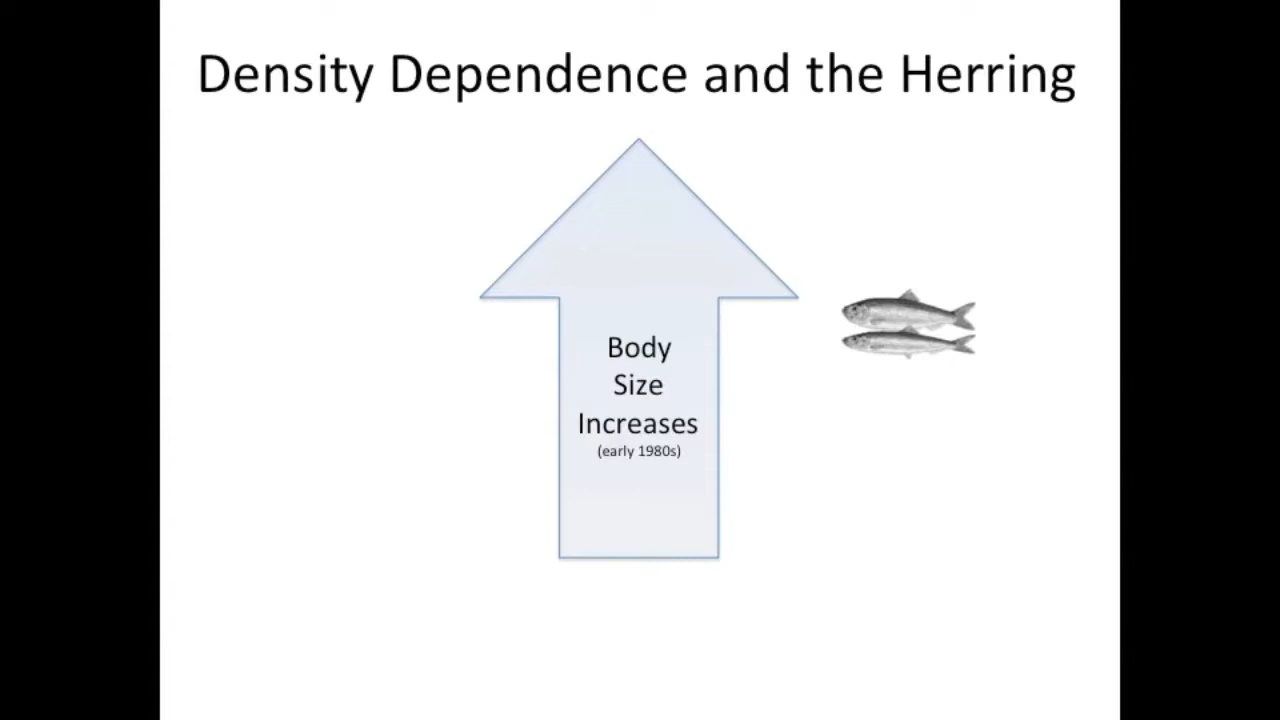 Density Dependence and the Herring
Body
Size
Increases
(early 1980s)